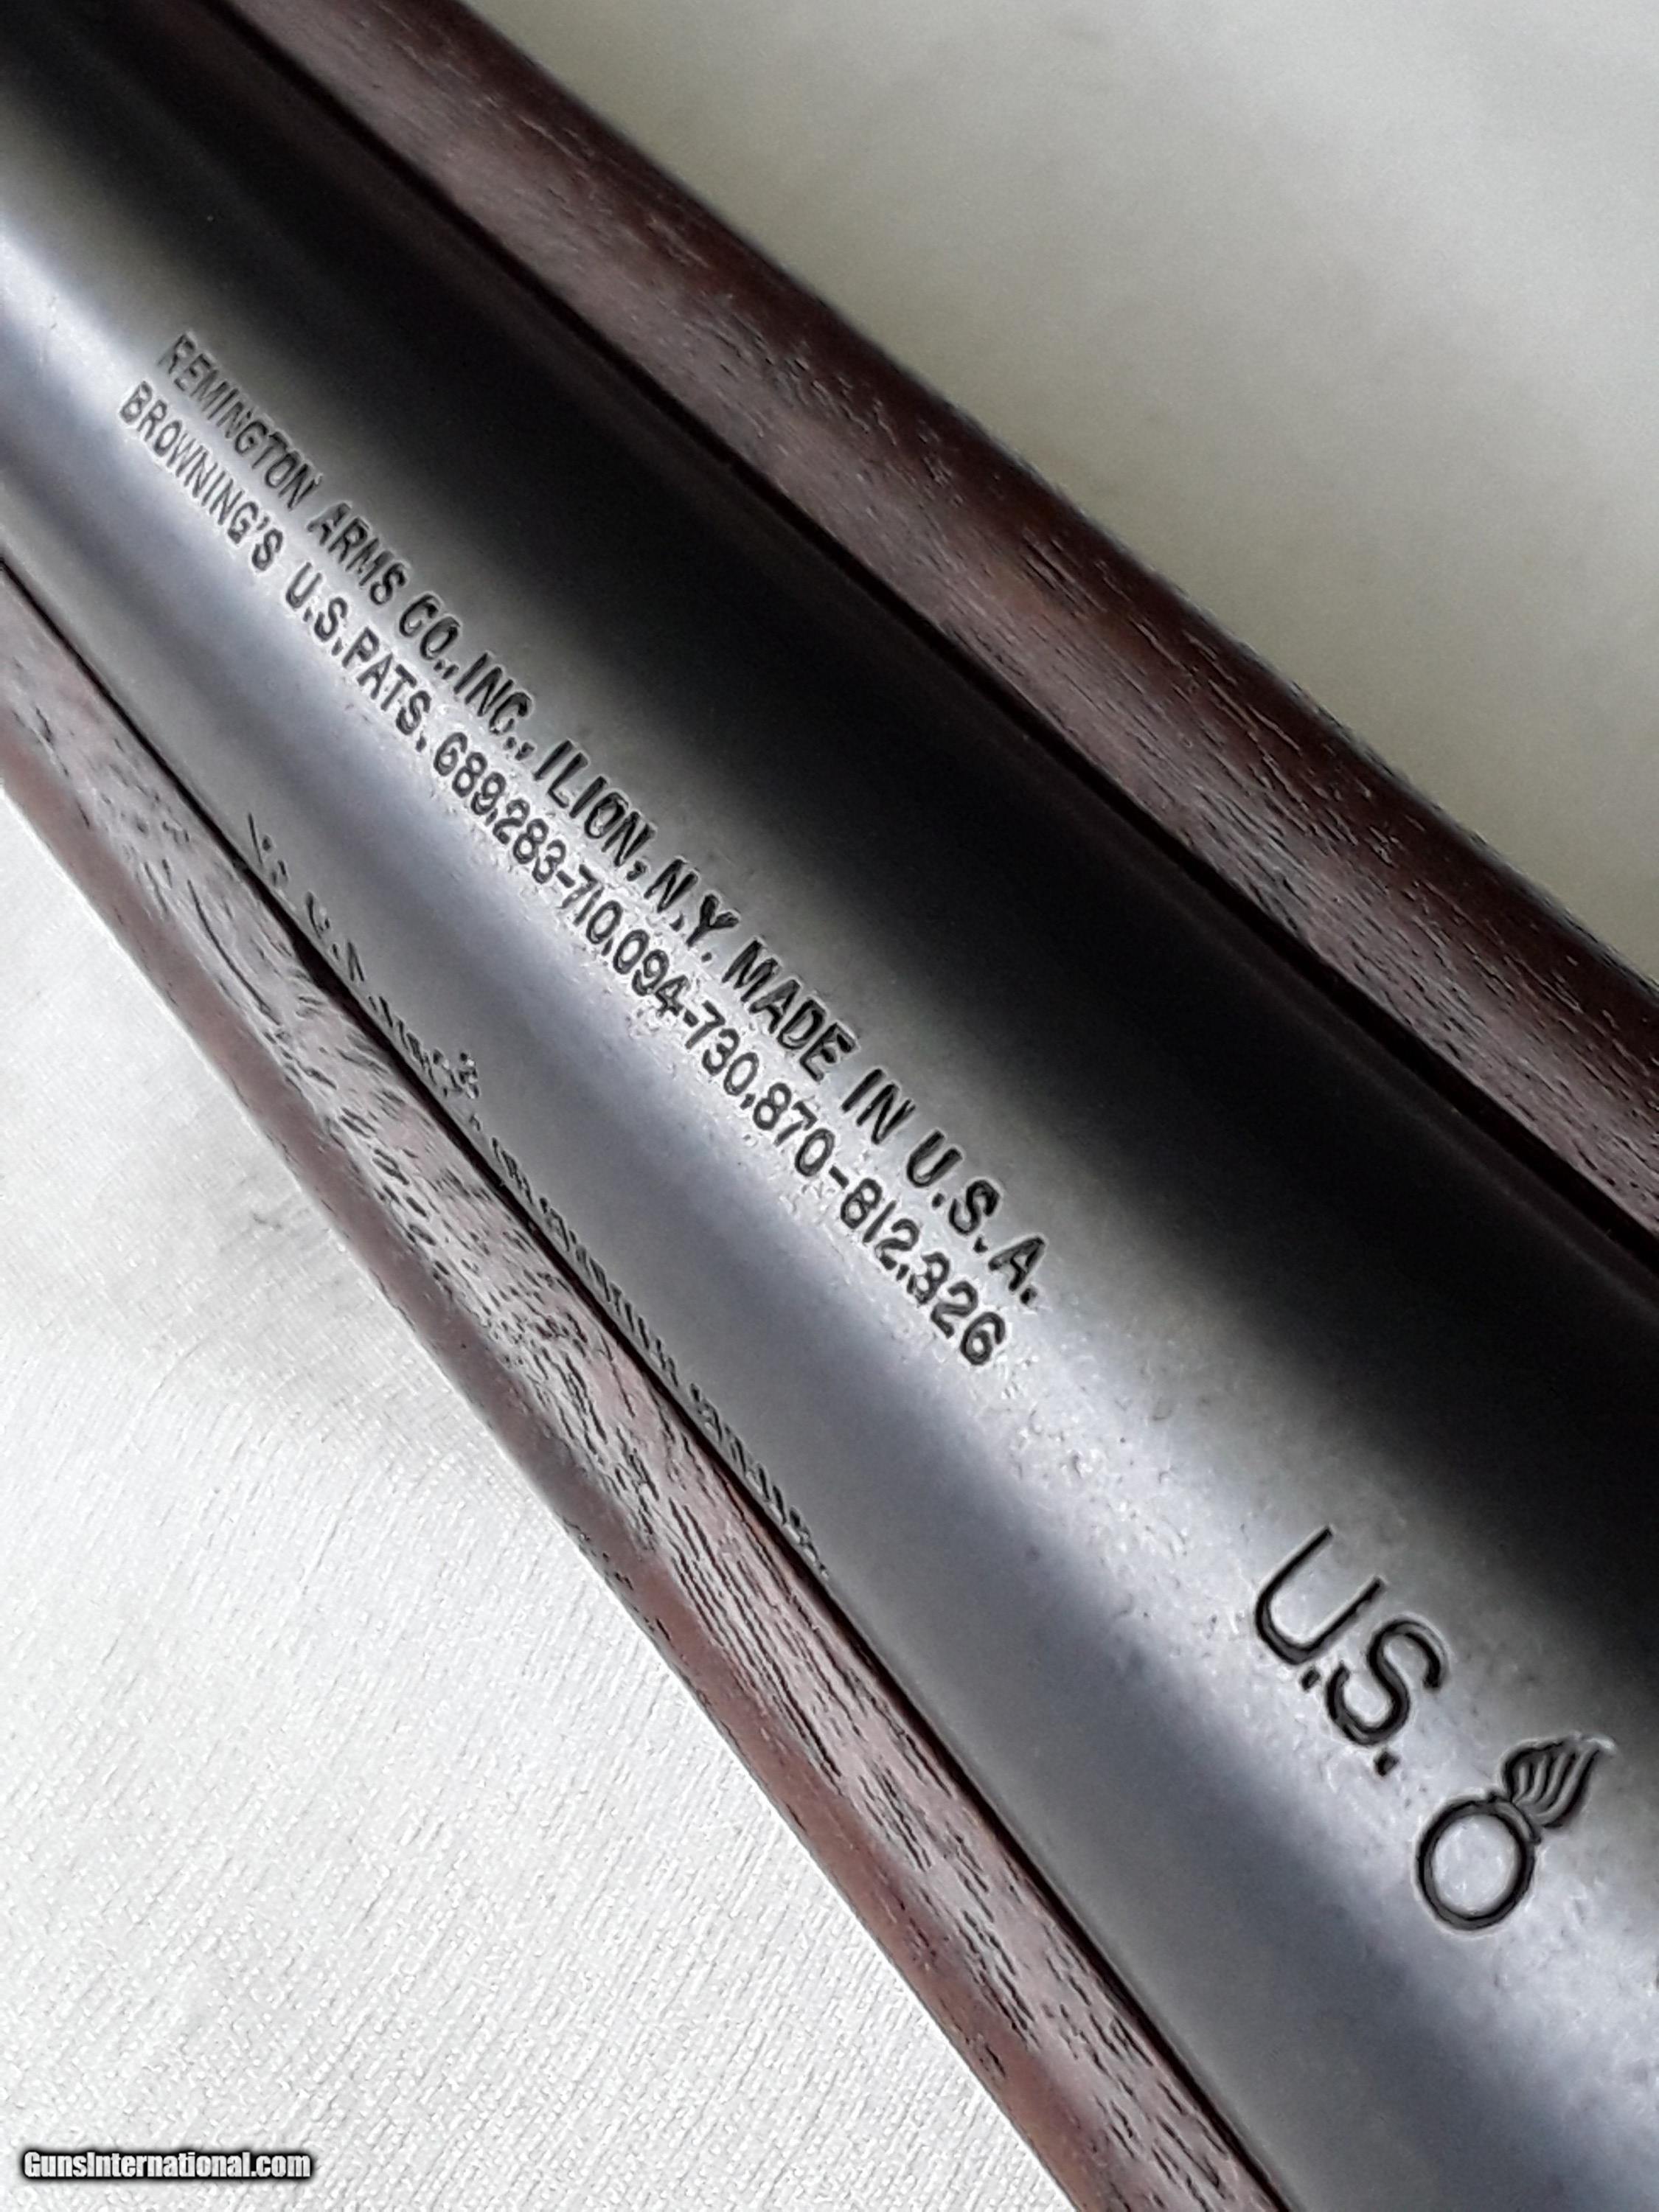 REMINGTON ARMS CO., INC., ILION, N.Y. MADE IN U.S.A.
BROWNING'S U.S. PATS. 689,283-710,094-730,870-812,326
U.S.
GunsInternational.com